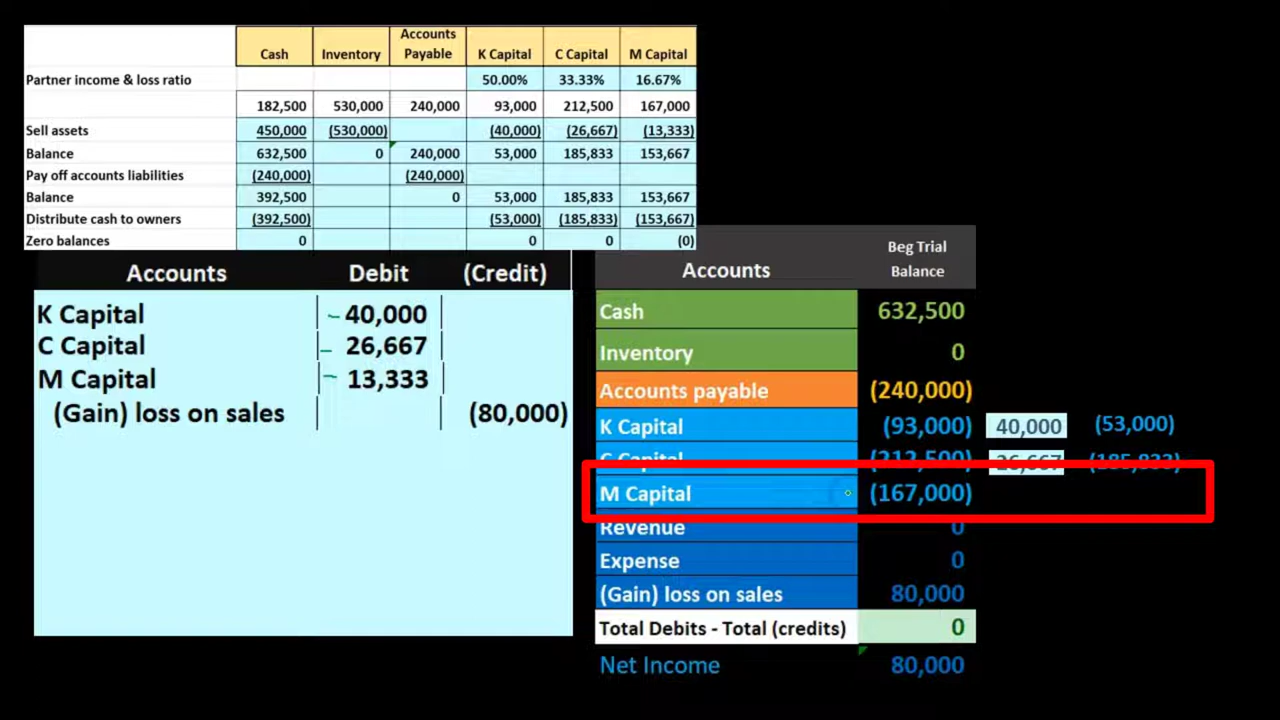 Cash Inventory Accounts Payable K Capital C Capital M Capital
Partner income & loss ratio 50.00% 33.33% 16.67%
182,500 530,000 240,000 93,000 212,500 167,000
Sell assets 450,000 (530,000) (40,000) (26,667) (13,333)
Balance 632,500 0 240,000 53,000 185,833 153,667
Pay off accounts liabilities (240,000) (240,000)
Balance 392,500 0 53,000 185,833 153,667
Distribute cash to owners (392,500) (53,000) (185,833) (153,667)
Zero balances 0 0 0 (0)
Accounts Debit (Credit)
K Capital 40,000
C Capital 26,667
M Capital 13,333
(Gain) loss on sales (80,000)
Accounts Beg Trial Balance
Cash 632,500
Inventory 0
Accounts payable (240,000)
K Capital (93,000) 40,000 (53,000)
C Capital (212,500) 26,667 (185,833)
M Capital (167,000)
Revenue 0
Expense 0
(Gain) loss on sales 80,000
Total Debits - Total (credits) 0
Net Income 80,000